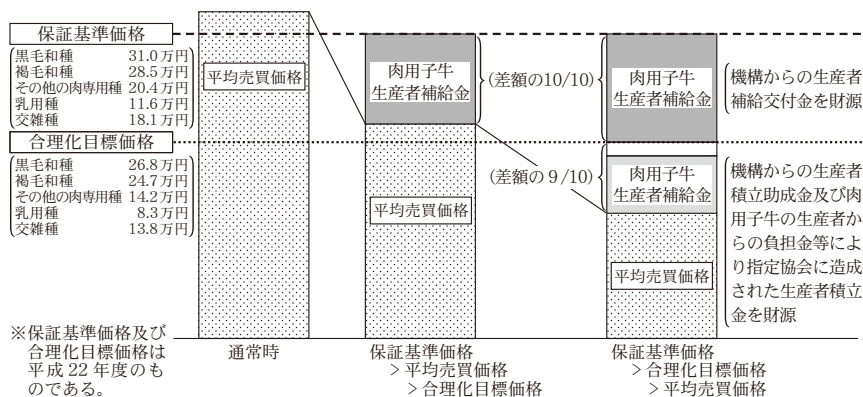 保証基準価格
黒毛和種 31.0万円
褐毛和種 28.5万円
その他の肉専用種 20.4万円
乳用種 11.6万円
交雑種 18.1万円
合理化目標価格
黒毛和種 26.8万円
褐毛和種 24.7万円
その他の肉専用種 14.2万円
乳用種 8.3万円
交雑種 13.8万円
※保証基準価格及び
合理化目標価格は
平成22年度のも
のである。
平均売買価格
通常時
肉用子牛
生産者補給金
(差額の10/10)
平均売買価格
保証基準価格
>平均売買価格
>合理化目標価格
肉用子牛
生産者補給金
(差額の9/10)
肉用子牛
生産者補給金
平均売買価格
保証基準価格
>合理化目標価格
>平均売買価格
機構からの生産者
補給交付金を財源
機構からの生産者
積立助成金及び肉
用子牛の生産者か
らの負担金等によ
り指定協会に造成
された生産者積立
金を財源